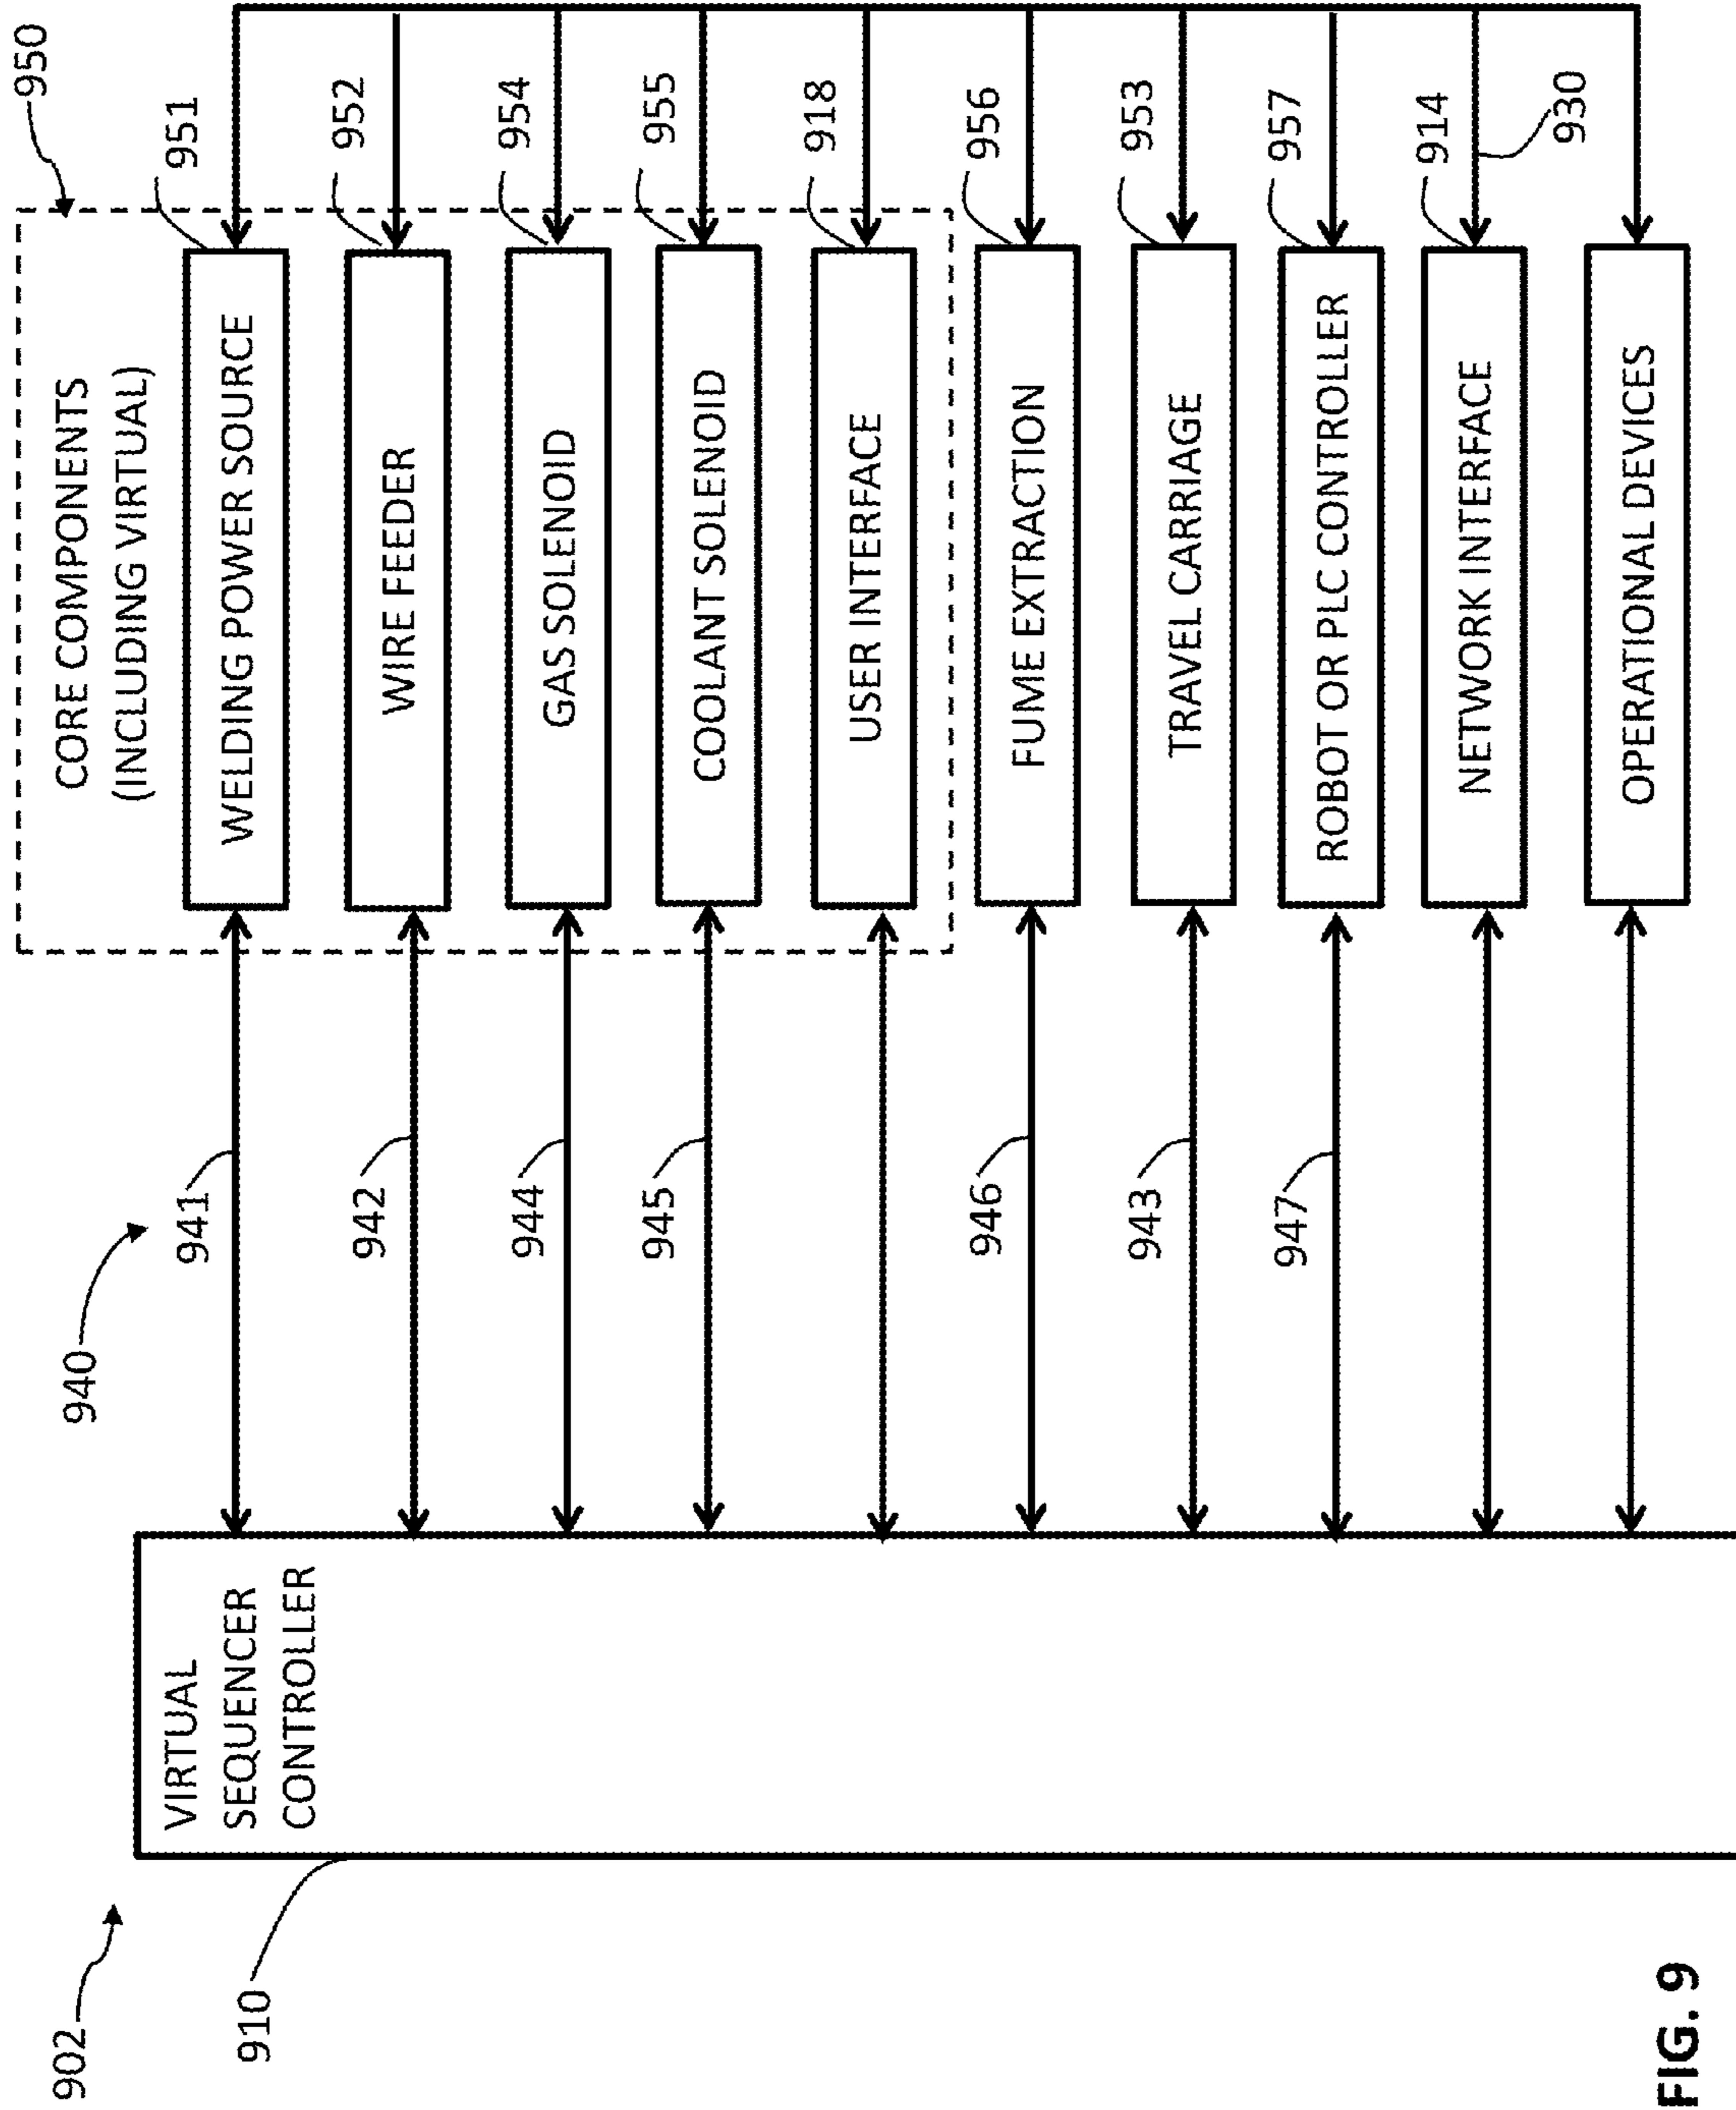 902
910
VIRTUAL
SEQUENCER
CONTROLLER
940
941
942
944
945
946
943
947
950
CORE COMPONENTS
(INCLUDING VIRTUAL)
WELDING POWER SOURCE
951
WIRE FEEDER
952
GAS SOLENOID
954
COOLANT SOLENOID
955
USER INTERFACE
918
FUME EXTRACTION
956
TRAVEL CARRIAGE
953
ROBOT OR PLC CONTROLLER
957
NETWORK INTERFACE
914
930
OPERATIONAL DEVICES
FIG. 9